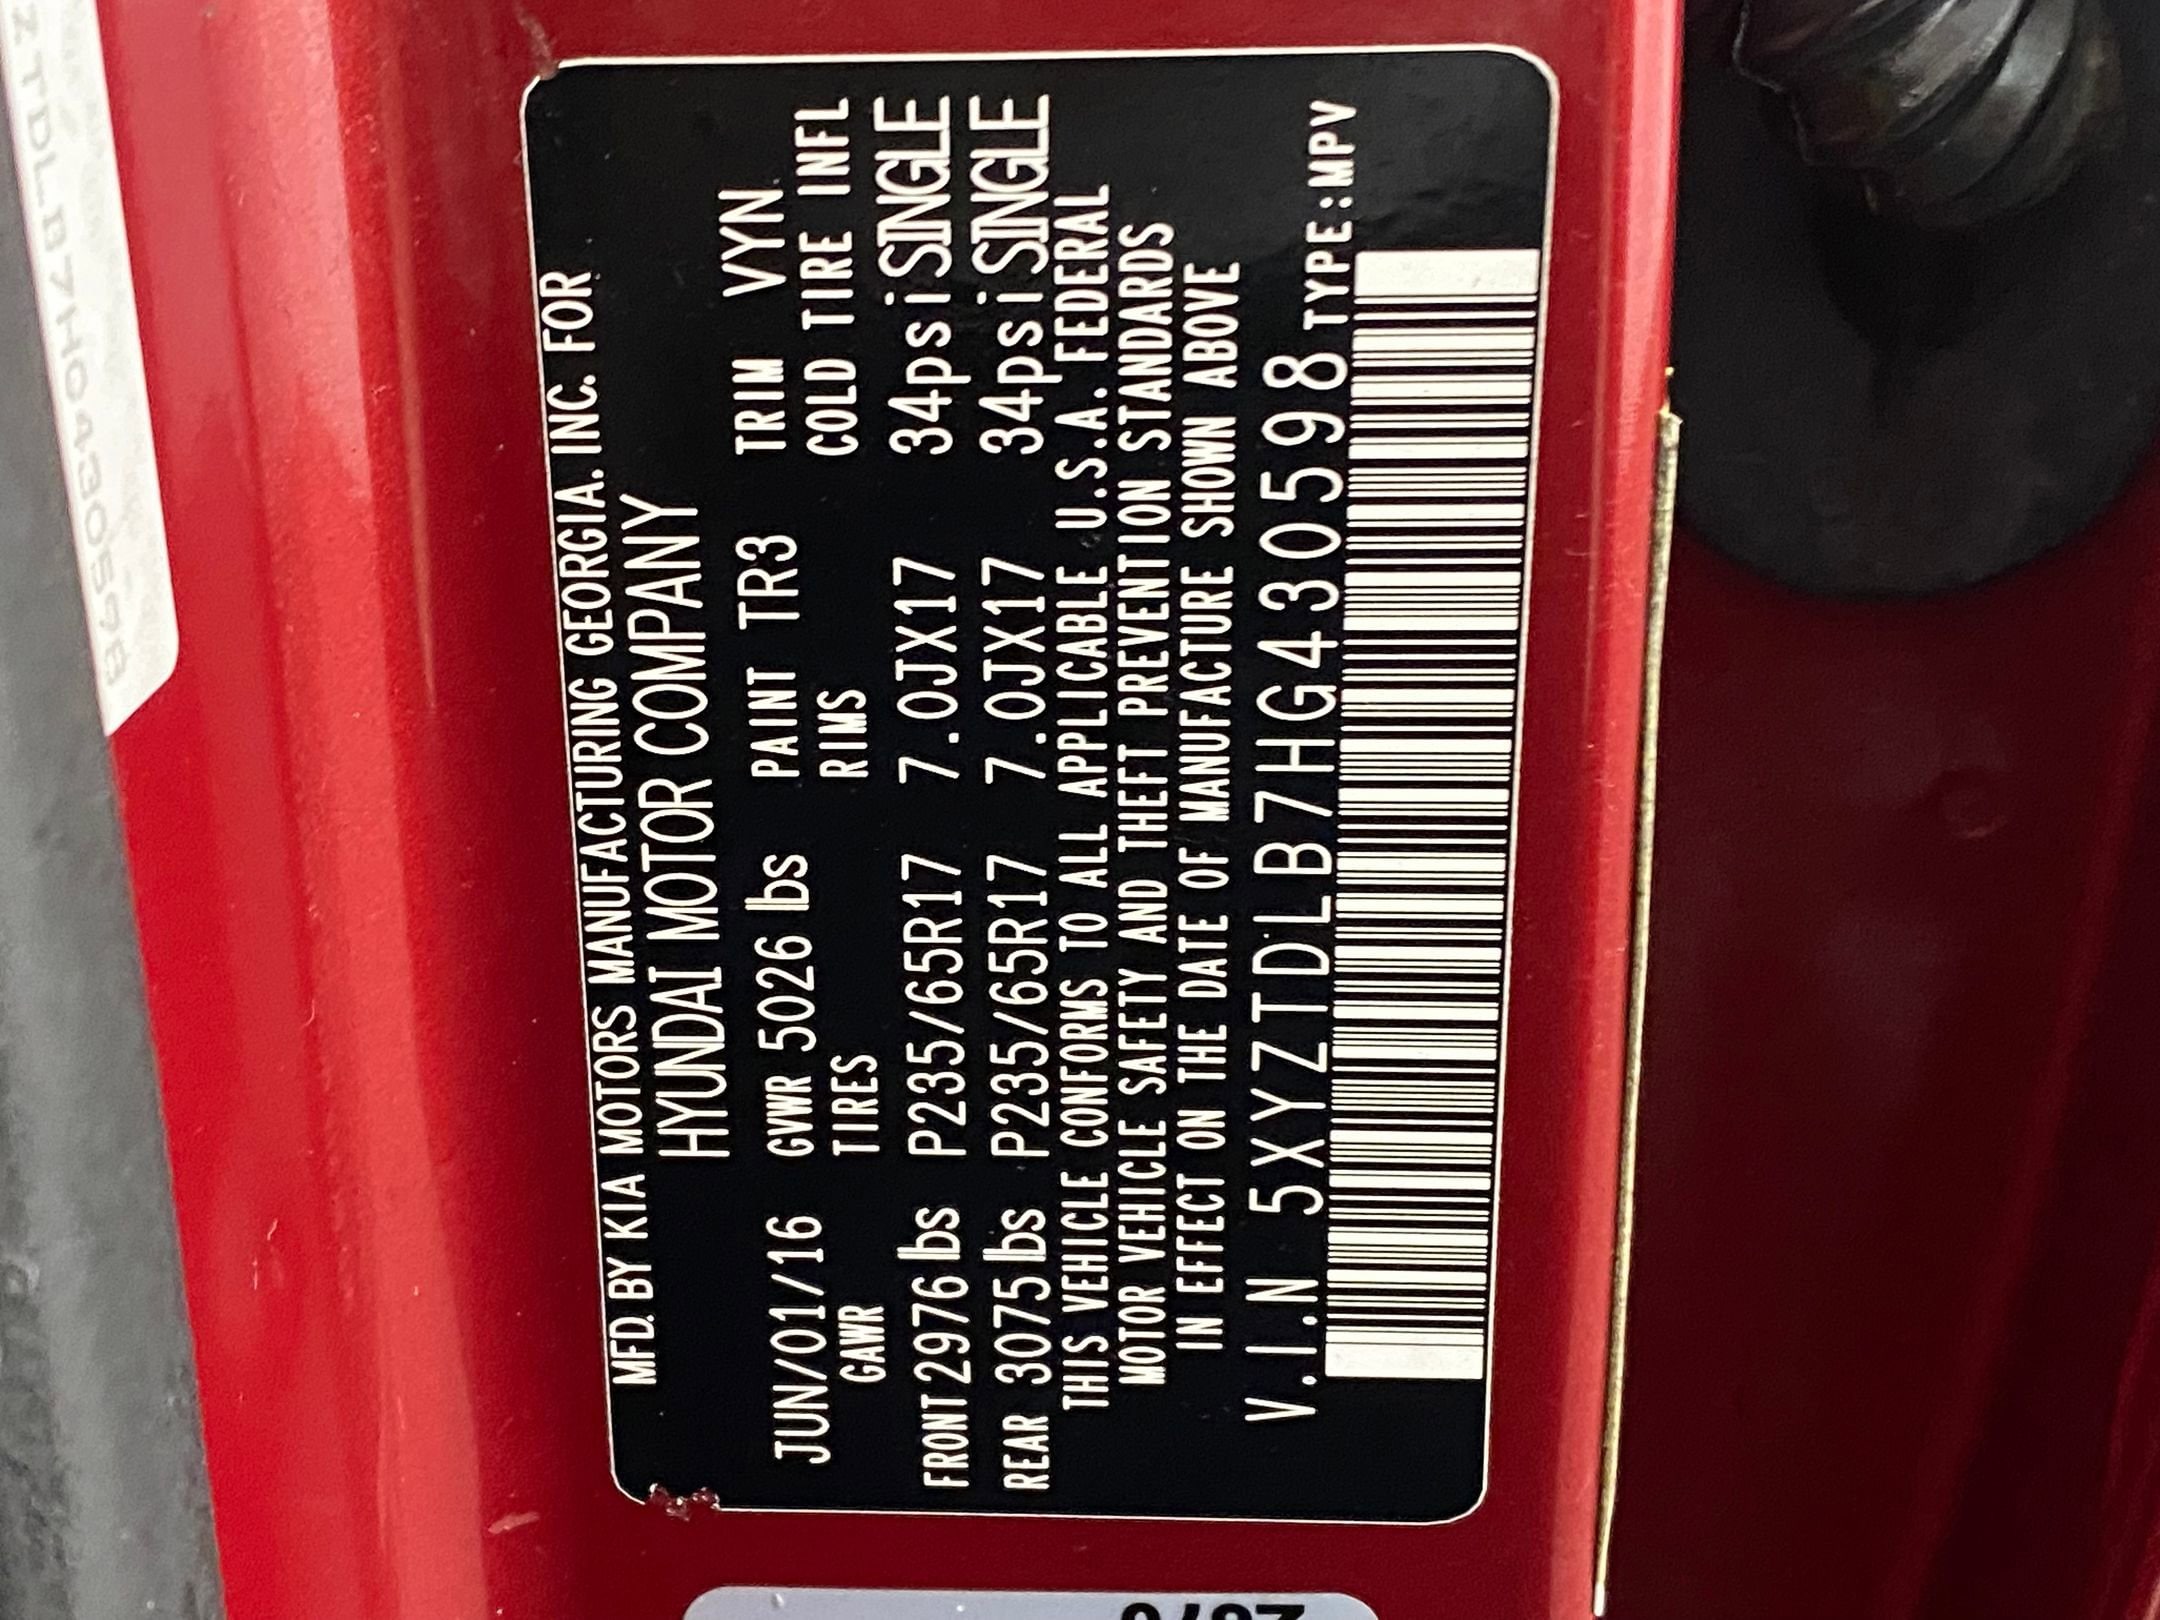 MFD. BY KIA MOTORS MANUFACTURING GEORGIA. INC. FOR
HYUNDAI MOTOR COMPANY
JUN/01/16 GVWR 5026 lbs PAINT TR3 TRIM VYN
GAWR TIRES RIMS COLD TIRE INFL
FRONT 2976 lbs P235/65R17 7.0JX17 34psi SINGLE
REAR 3075 lbs P235/65R17 7.0JX17 34psi SINGLE
THIS VEHICLE CONFORMS TO ALL APPLICABLE U.S.A. FEDERAL
MOTOR VEHICLE SAFETY AND THEFT PREVENTION STANDARDS
IN EFFECT ON THE DATE OF MANUFACTURE SHOWN ABOVE
V.I.N 5XYZTDLB7HG430598 TYPE:MPV